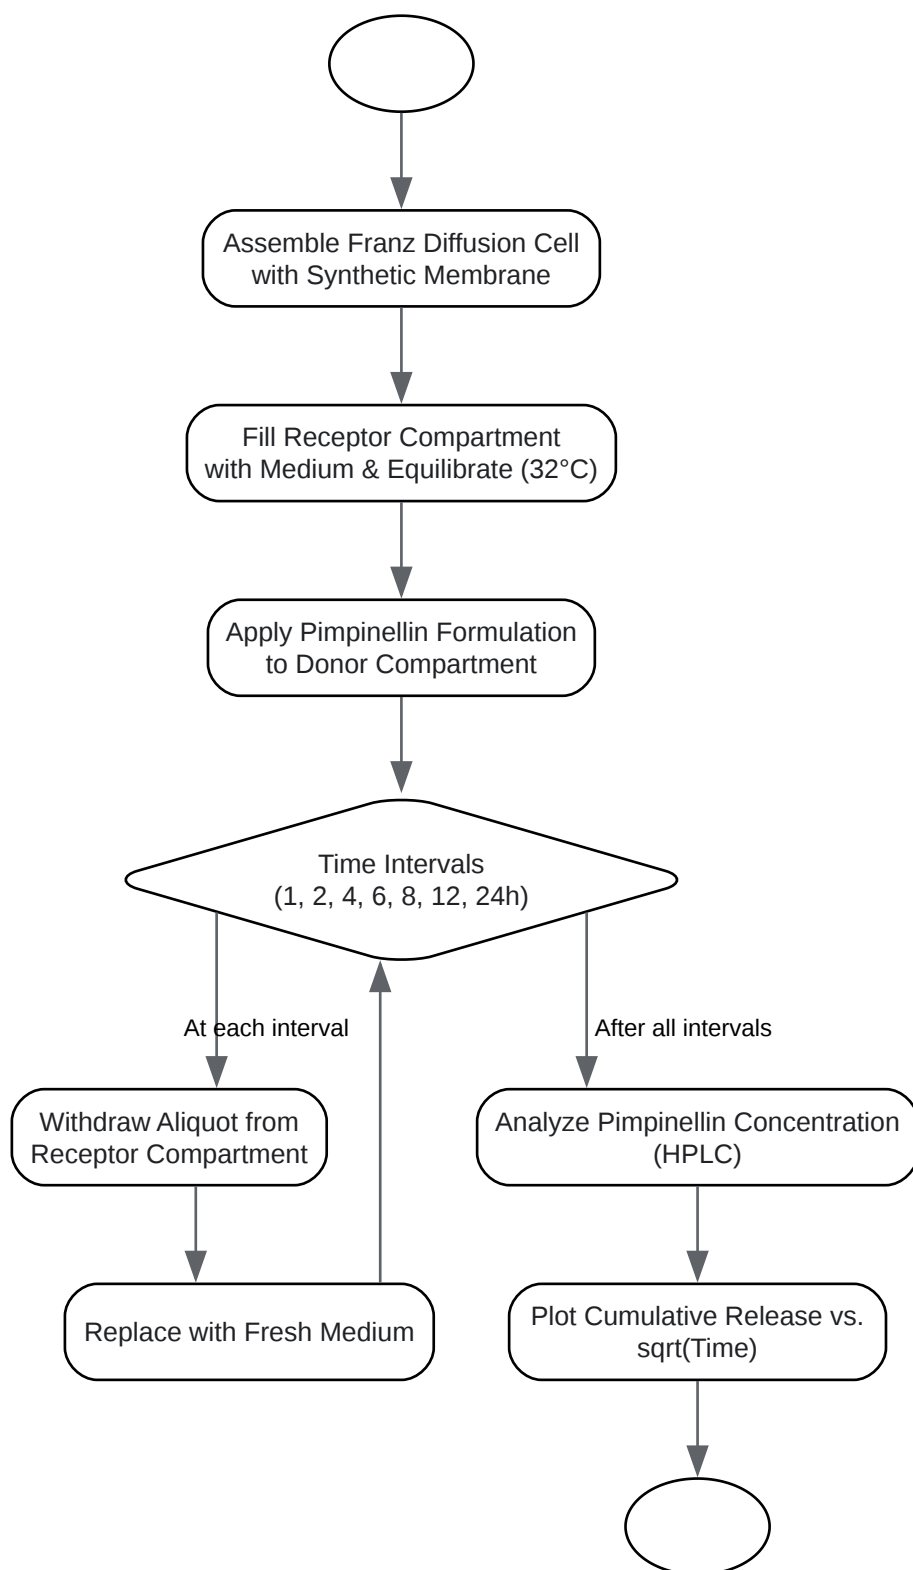 Assemble Franz Diffusion Cell
with Synthetic Membrane
Fill Receptor Compartment
with Medium & Equilibrate (32°C)
Apply Pimpinellin Formulation
to Donor Compartment
Time Intervals
(1, 2, 4, 6, 8, 12, 24h)
At each interval
After all intervals
Withdraw Aliquot from
Receptor Compartment
Analyze Pimpinellin Concentration
(HPLC)
Replace with Fresh Medium
Plot Cumulative Release vs.
sqrt(Time)